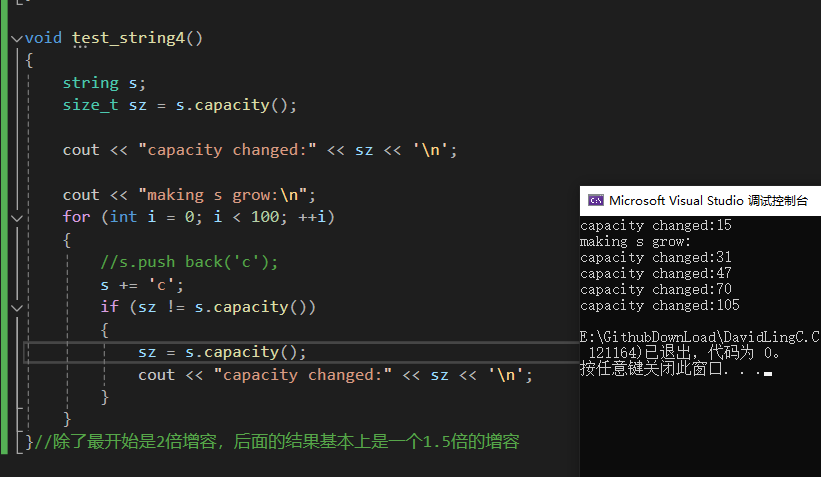 void test_string4()
{
string s;
size_t sz = s.capacity();
cout << "capacity changed:" << sz << '\n';
cout << "making s grow:\n";
for (int i = 0; i < 100; ++i)
{
//s.push back('c');
s += 'c';
if (sz != s.capacity())
{
sz = s.capacity();
cout << "capacity changed:" << sz << '\n';
}
}
}//除了最开始是2倍增容，后面的结果基本上是一个1.5倍的增容
Microsoft Visual Studio 调试控制台
capacity changed:15
making s grow:
capacity changed:31
capacity changed:47
capacity changed:70
capacity changed:105
E:\GithubDownLoad\DavidLingC.C
121164)已退出，代码为 0。
按任意键关闭此窗口. . .